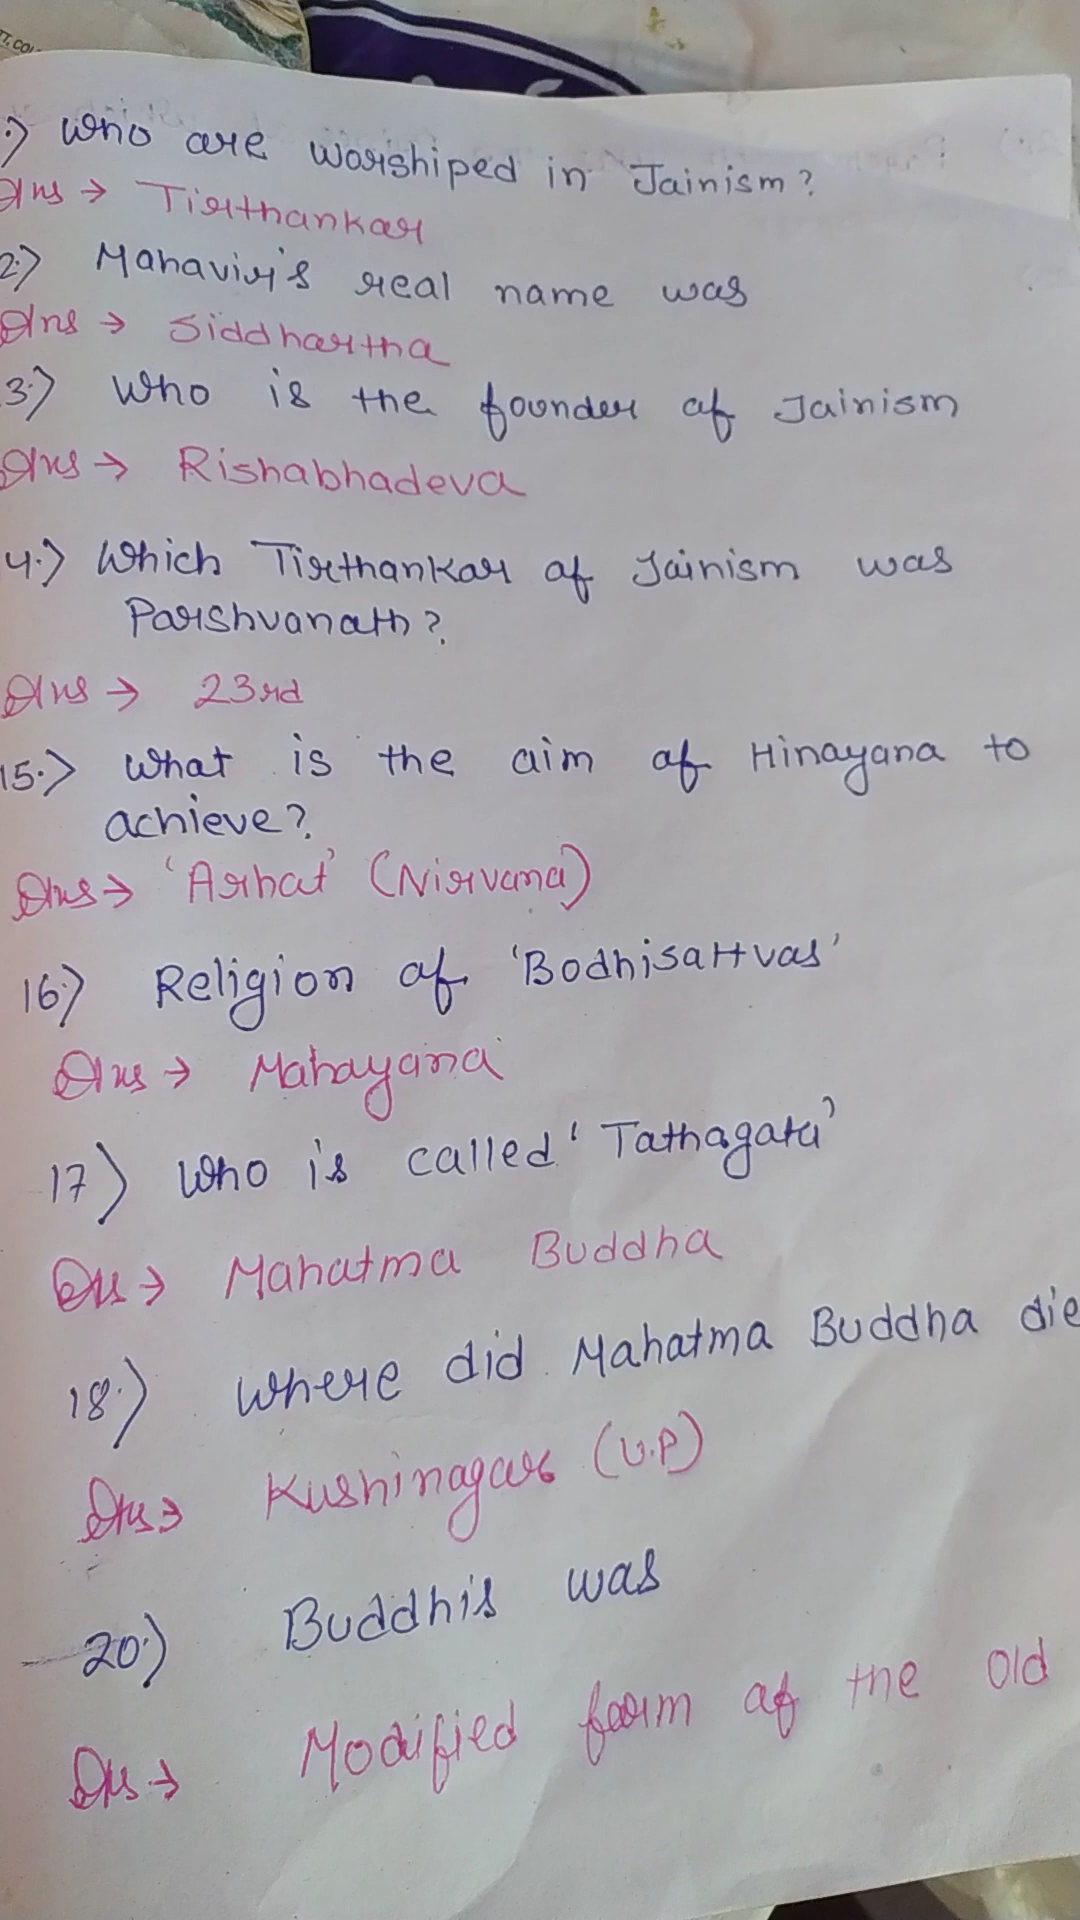 TT, COL
.) Who are worshiped in Jainism?
Ans → Tirthankar
2.) Mahavir's real name was
Ans → Siddhartha
3.) Who is the founder of Jainism
Ans → Rishabhadeva
4.) Which Tirthankar of Jainism was
Parshvanath?
Ans → 23rd
15.) What is the aim of Hinayana to
achieve?
Ans → 'Arhat' (Nirvana)
16.) Religion of 'Bodhisattvas'
Ans → Mahayana
17) Who is called 'Tathagata'
Ans → Mahatma Buddha
18.) Where did Mahatma Buddha die
Ans → Kushinagar (U.P)
20.) Buddhis was
Ans → Modified form of the old